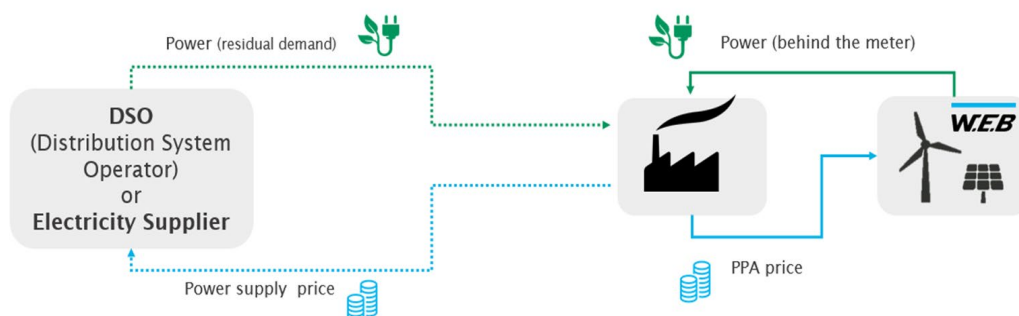 Power (residual demand)
Power (behind the meter)
DSO
(Distribution System
Operator)
or
Electricity Supplier
W.E.B
PPA price
Power supply price